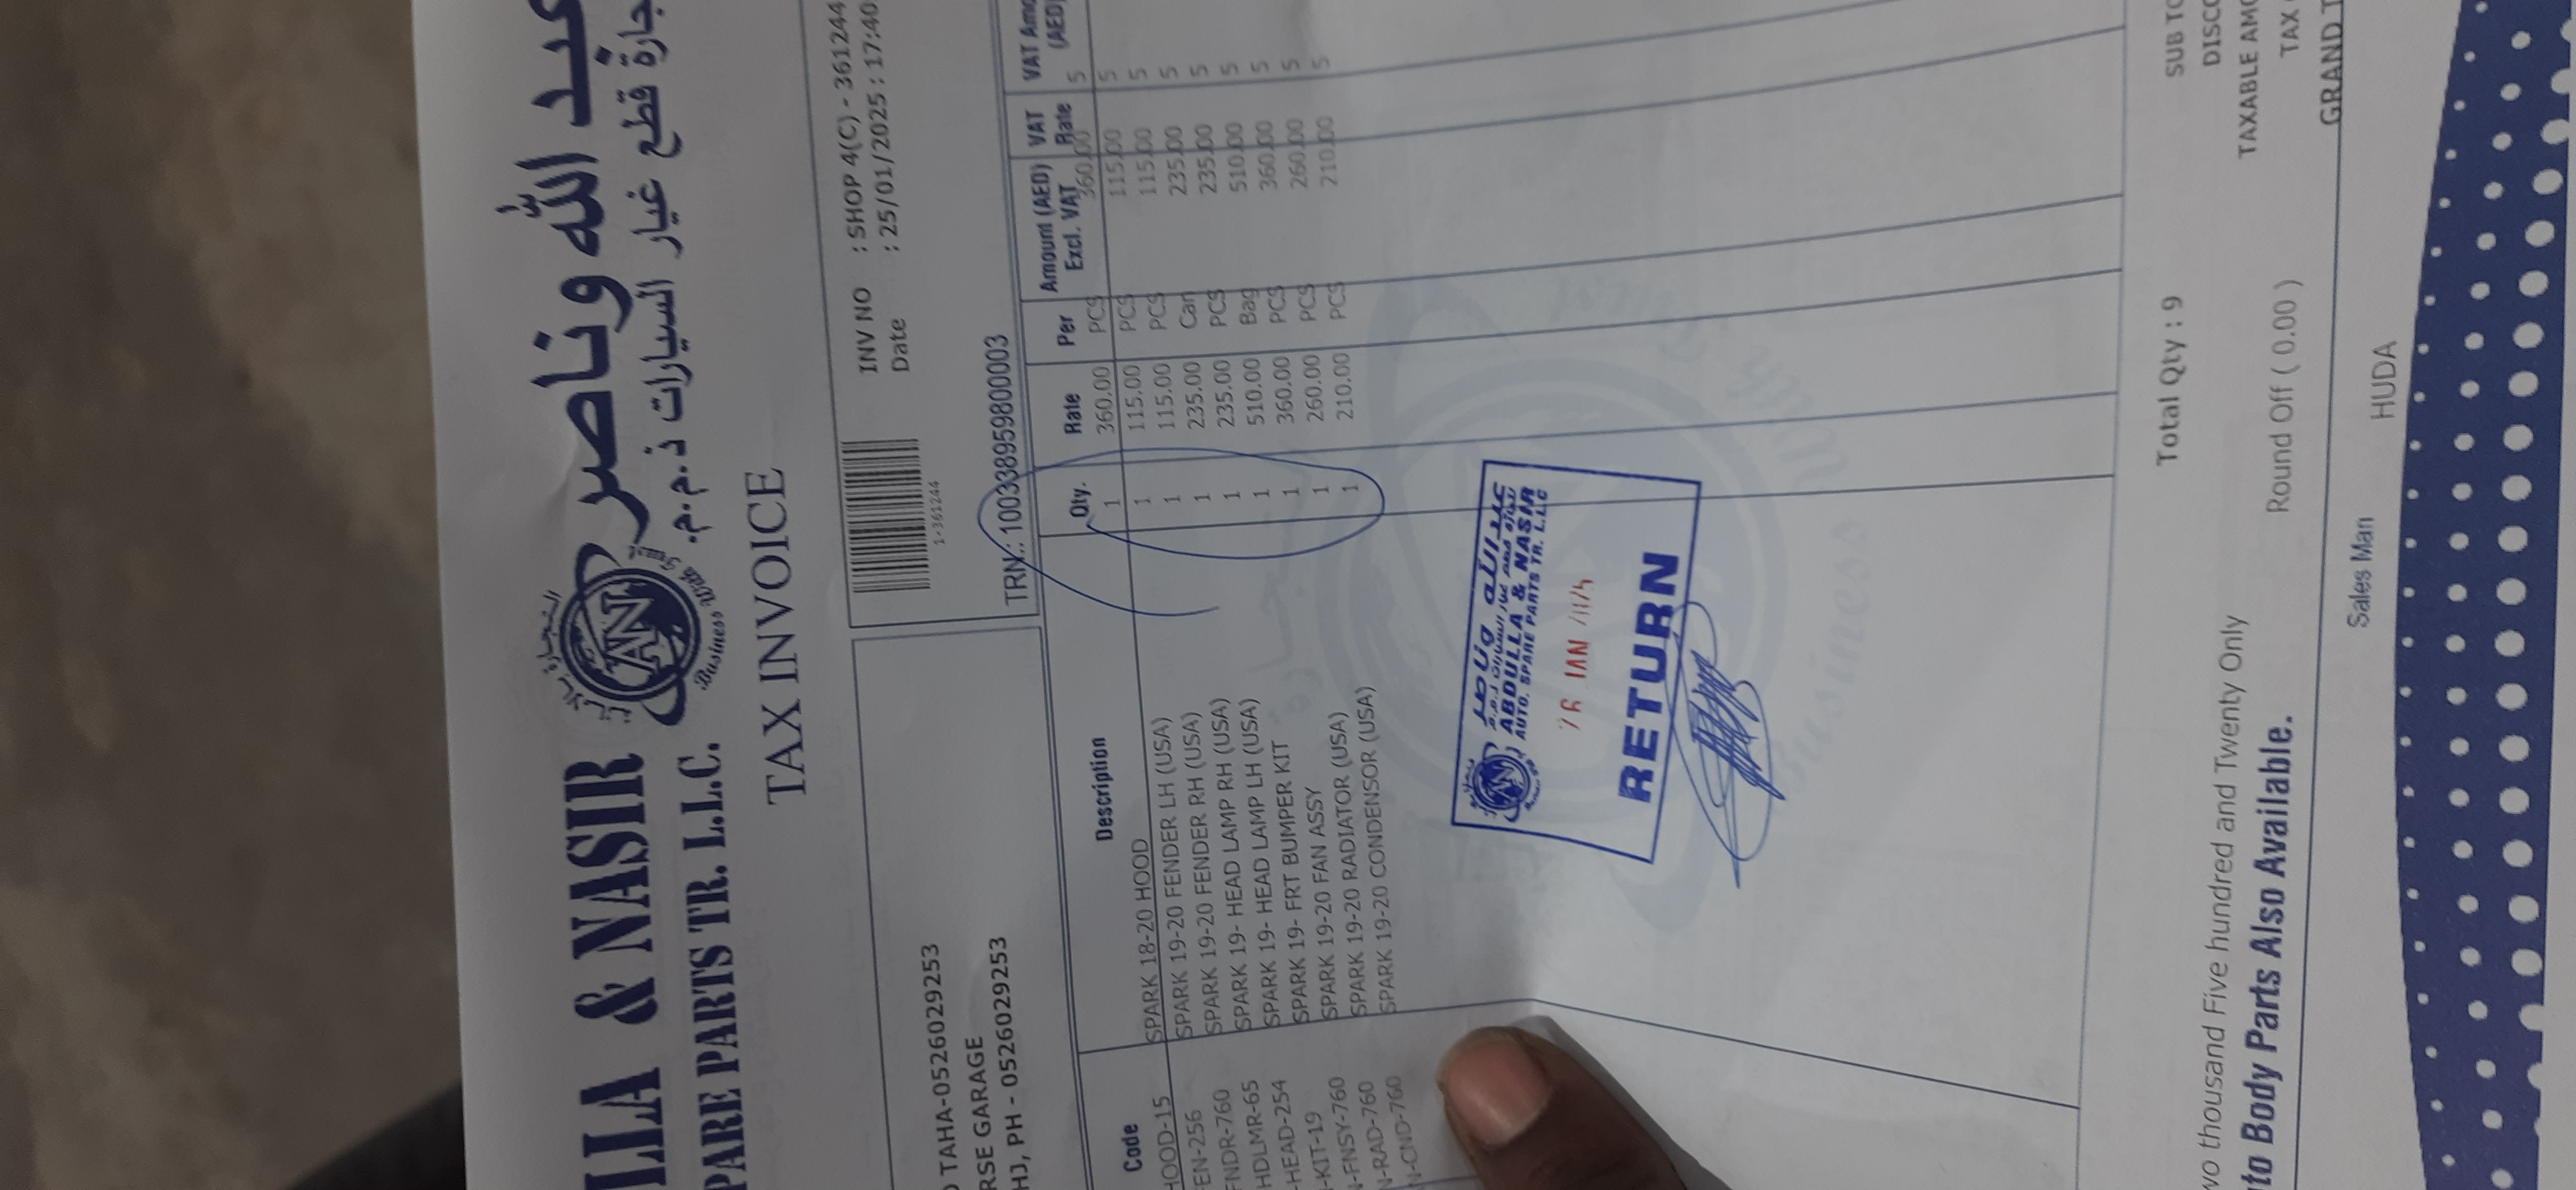 عبد الله وناصر
لتجارة قطع غيار السيارات ذ.م.م.
LLA & NASIR
PARE PARTS TR. L.L.C.
AN
Business With
TAX INVOICE
TAHA-0526029253
RSE GARAGE
HJ, PH - 0526029253
1-361244
INV NO : SHOP 4(C) - 361244
Date : 25/01/2025 : 17:40
TRN.: 100338959800003
Code Description Qty. Rate Per Amount (AED) Excl. VAT VAT Rate VAT Amo (AED)
HOOD-15 SPARK 18-20 HOOD 1 360.00 PCS 360.00 5
EN-256 SPARK 19-20 FENDER LH (USA) 1 115.00 PCS 115.00 5
FNDR-760 SPARK 19-20 FENDER RH (USA) 1 115.00 PCS 115.00 5
HDLMR-65 SPARK 19- HEAD LAMP RH (USA) 1 235.00 Can 235.00 5
-HEAD-254 SPARK 19- HEAD LAMP LH (USA) 1 235.00 PCS 235.00 5
-KIT-19 SPARK 19- FRT BUMPER KIT 1 510.00 Bag 510.00 5
N-FNSY-760 SPARK 19-20 FAN ASSY 1 360.00 PCS 360.00 5
N-RAD-760 SPARK 19-20 RADIATOR (USA) 1 260.00 PCS 260.00 5
N-CND-760 SPARK 19-20 CONDENSOR (USA) 1 210.00 PCS 210.00 5
ABDULLA & NASIR
AUTO. SPARE PARTS TR. L.L.C
RETURN
Business
Total Qty : 9
SUB TO
DISCO
wo thousand Five hundred and Twenty Only
TAXABLE AMO
uto Body Parts Also Available.
Round Off ( 0.00 )
TAX
GRAND T
Sales Man
HUDA